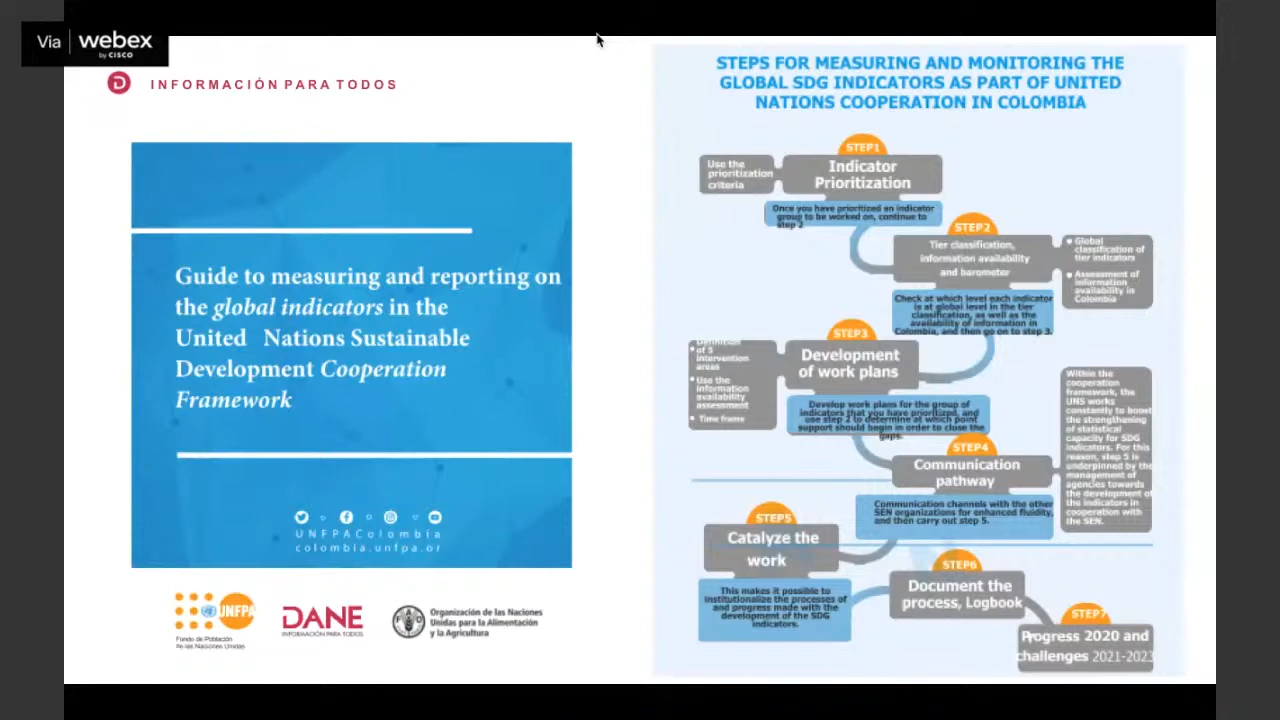 Via webex
by CISCO
INFORMACIÓN PARA TODOS
Guide to measuring and reporting on
the global indicators in the
United Nations Sustainable
Development Cooperation
Framework
UNFPAColombia
colombia.unfpa.or
UNFPA
Fondo de Población
de las Naciones Unidas
DANE
INFORMACIÓN PARA TODOS
Organización de las Naciones
Unidas para la Alimentación
y la Agricultura
STEPS FOR MEASURING AND MONITORING THE
GLOBAL SDG INDICATORS AS PART OF UNITED
NATIONS COOPERATION IN COLOMBIA
STEP1
Use the
prioritization
criteria
Indicator
Prioritization
Once you have prioritized an indicator
group to be worked on, continue to
step 2
STEP2
Tier classification,
information availability
and barometer
• Global
classification of
tier indicators
• Assessment of
information
availability in
Colombia
Check at which level each indicator
is at global level in the tier
classification, as well as the
availability of information in
Colombia, and then go on to step 3.
STEP3
• Definition
of 5
intervention
areas
• Use the
information
availability
assessment
• Time frame
Development
of work plans
Develop work plans for the group of
indicators that you have prioritized, and
use step 2 to determine at which point
support should begin in order to close the
gaps.
STEP4
Communication
pathway
Within the
cooperation
framework, the
UNS works
constantly to boost
the strengthening
of statistical
capacity for SDG
indicators. For this
reason, step 5 is
underpinned by the
management of
agencies towards
the development of
the indicators in
cooperation with
the SEN.
Communication channels with the other
SEN organizations for enhanced fluidity,
and then carry out step 5.
STEP5
Catalyze the
work
This makes it possible to
institutionalize the processes of
and progress made with the
development of the SDG
indicators.
STEP6
Document the
process, Logbook
STEP7
Progress 2020 and
challenges 2021-2023